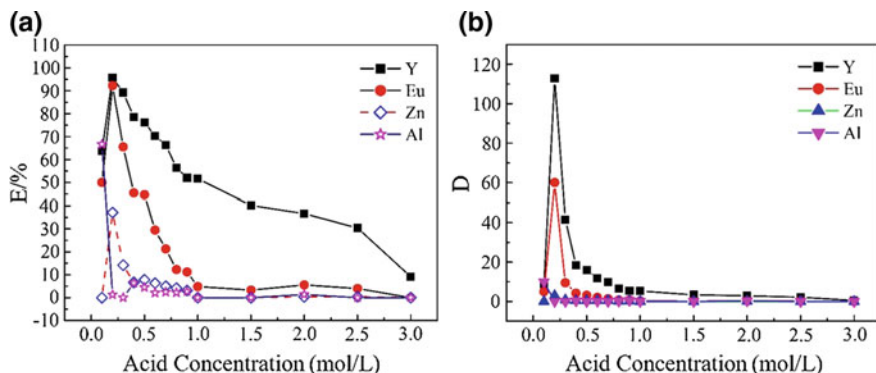 (a)
110
100
90
80
70
60
50
40
30
20
10
0
-10
E/%
Y
Eu
Zn
Al
0.0 0.5 1.0 1.5 2.0 2.5 3.0
Acid Concentration (mol/L)
(b)
120
100
80
60
40
20
0
D
Y
Eu
Zn
Al
0.0 0.5 1.0 1.5 2.0 2.5 3.0
Acid Concentration (mol/L)